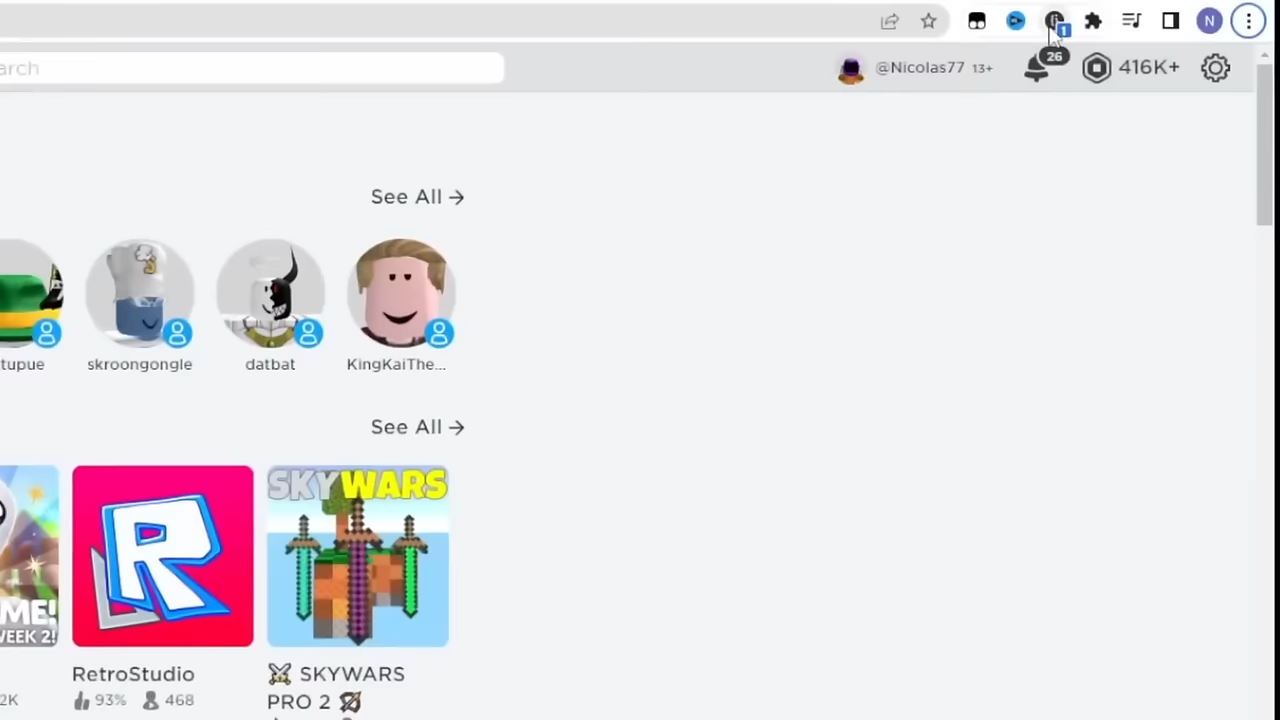 1
N
arch
@Nicolas77 13+
26
416K+
See All →
tupue
skroongongle
datbat
KingKaiThe...
See All →
ME!
WEEK 2!
R
SKYWARS
RetroStudio
⚔ SKYWARS
PRO 2 🏹
2K
93%
468